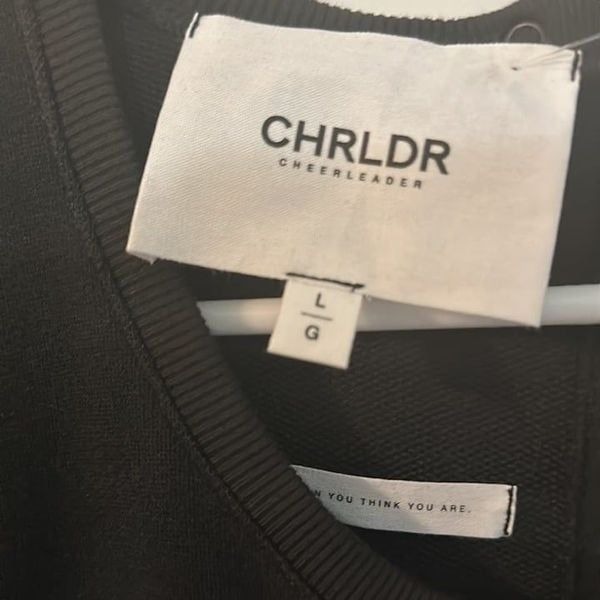 CHRLDR
CHEERLEADER
L
G
N YOU THINK YOU ARE.